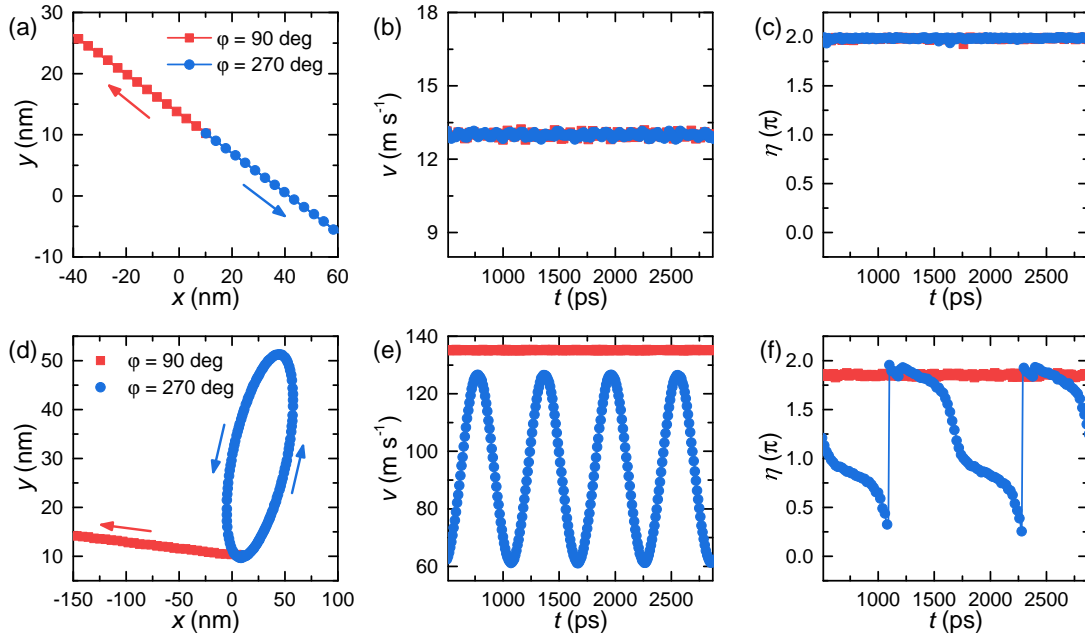 (a)
φ = 90 deg
φ = 270 deg
30
20
10
0
-10
y (nm)
-40 -20 0 20 40 60
x (nm)
(b)
18
15
12
9
v (m s⁻¹)
1000 1500 2000 2500
t (ps)
(c)
2.0
1.5
1.0
0.5
0.0
η (π)
1000 1500 2000 2500
t (ps)
(d)
φ = 90 deg
φ = 270 deg
50
40
30
20
10
y (nm)
-150 -100 -50 0 50 100
x (nm)
(e)
140
120
100
80
60
v (m s⁻¹)
1000 1500 2000 2500
t (ps)
(f)
2.0
1.5
1.0
0.5
0.0
η (π)
1000 1500 2000 2500
t (ps)